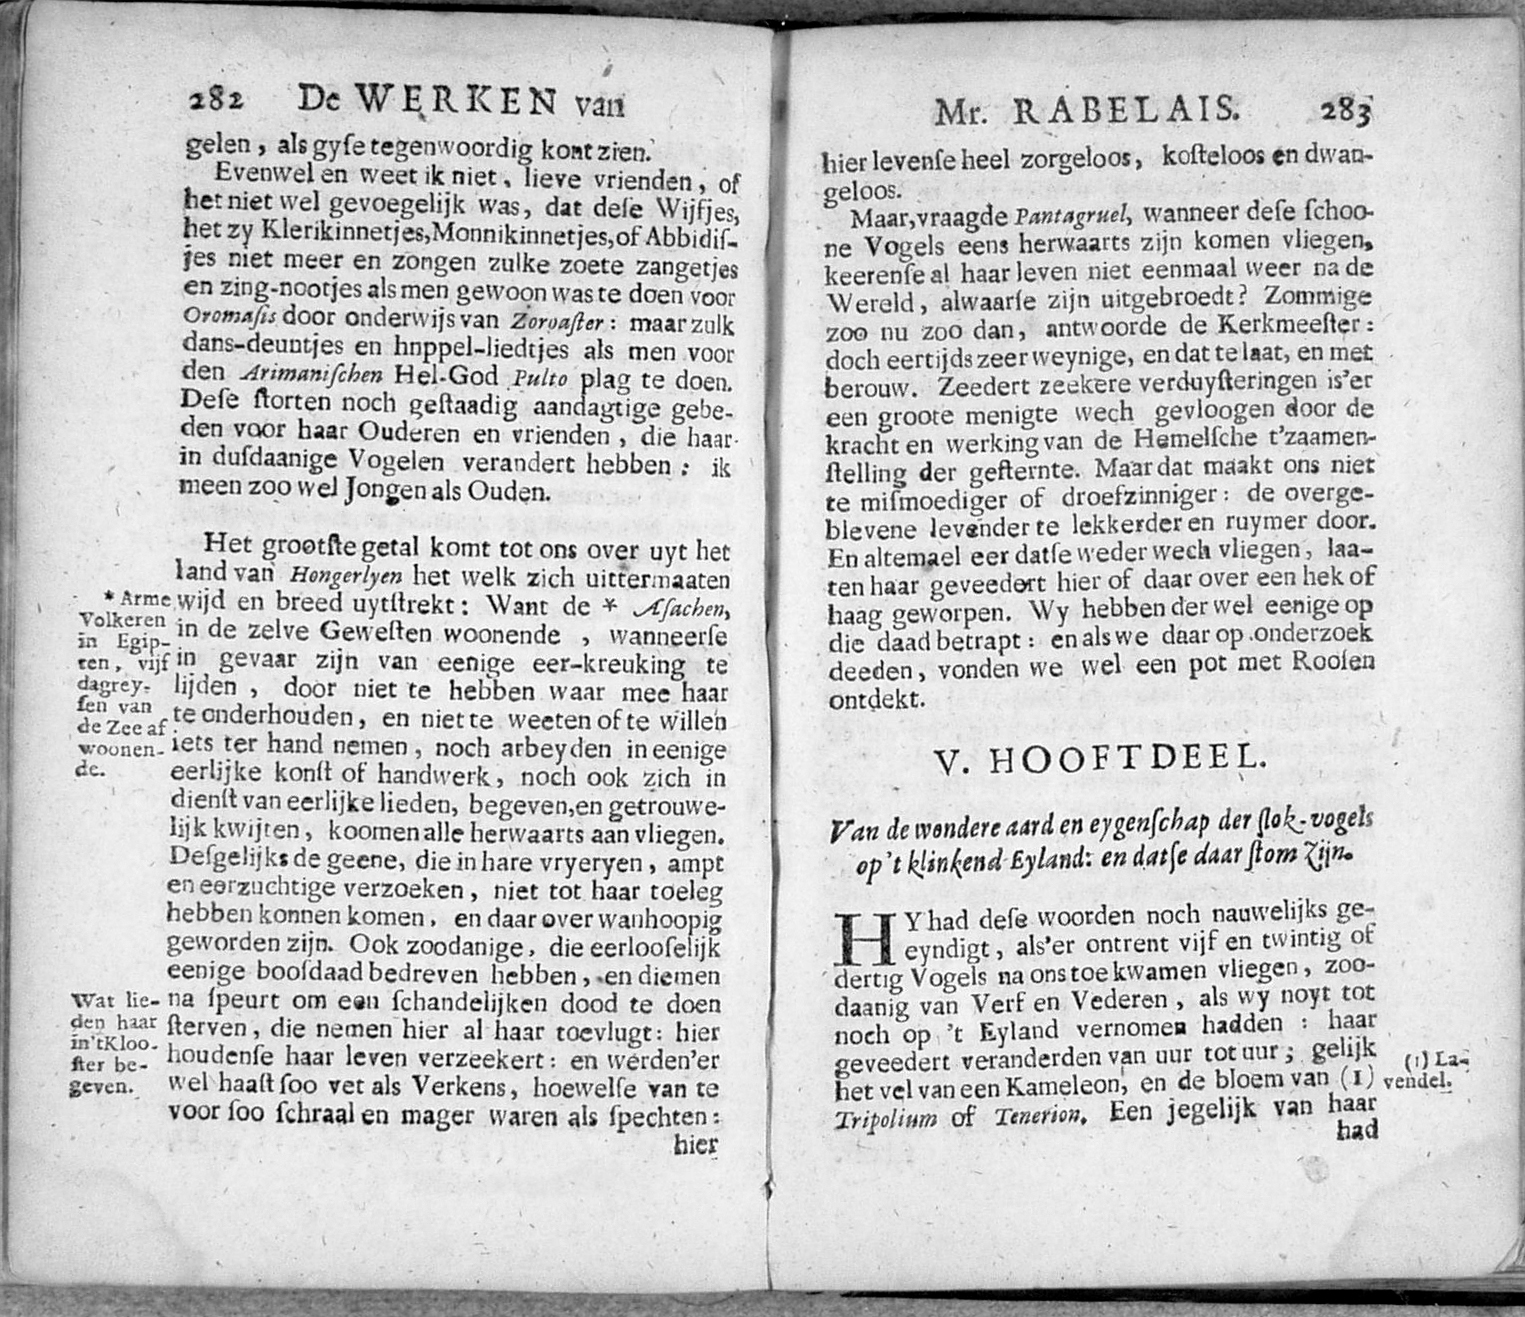 282 De WERKEN van
gelen, als gyſe tegenwoordig kont zien.
Evenwel en weet ik niet, lieve vrienden, of
het niet wel gevoegelijk was, dat deſe Wijfjes,
het zy Klerikinnetjes, Monnikinnetjes, of Abbidiſ-
jes niet meer en zongen zulke zoete zangetjes
en zing-nootjes als men gewoon was te doen voor
Oromaſis door onderwijs van Zoroaſter: maar zulk
dans-deuntjes en hnppel-liedtjes als men voor
den Arimaniſchen Hel-God Pulto plag te doen.
Deſe ſtorten noch geſtaadig aandagtige gebe-
den voor haar Ouderen en vrienden, die haar
in duſdaanige Vogelen verandert hebben: ik
meen zoo wel Jongen als Ouden.
Het grootſte getal komt tot ons over uyt het
land van Hongerlyen het welk zich uittermaaten
wijd en breed uytſtrekt: Want de * Aſachen,
in de zelve Geweſten woonende, wanneerſe
in gevaar zijn van eenige eer-kreuking te
lijden, door niet te hebben waar mee haar
te onderhouden, en niet te weeten of te willen
iets ter hand nemen, noch arbeyden in eenige
eerlijke konſt of handwerk, noch ook zich in
dienſt van eerlijke lieden, begeven, en getrouwe-
lijk kwijten, koomen alle herwaarts aan vliegen.
Deſgelijks de geene, die in hare vryeryen, ampt
en eerzuchtige verzoeken, niet tot haar toeleg
hebben konnen komen, en daar over wanhoopig
geworden zijn. Ook zoodanige, die eerlooſelijk
eenige booſdaad bedreven hebben, en diemen
na ſpeurt om een ſchandelijken dood te doen
ſterven, die nemen hier al haar toevlugt: hier
houdenſe haar leven verzeekert: en werden'er
wel haaſt ſoo vet als Verkens, hoewelſe van te
voor ſoo ſchraal en mager waren als ſpechten:
hier
* Arme
Volkeren
in Egip-
ten, vijf
dagrey-
ſen van
de Zee af
woonen-
de.
Wat lie-
den haar
in't Kloo-
ſter be-
geven.
Mr. RABELAIS. 283
hier levenſe heel zorgeloos, koſteloos en dwan-
geloos.
Maar, vraagde Pantagruel, wanneer deſe ſchoo-
ne Vogels eens herwaarts zijn komen vliegen,
keerenſe al haar leven niet eenmaal weer na de
Wereld, alwaarſe zijn uitgebroedt? Zommige
zoo nu zoo dan, antwoorde de Kerkmeeſter:
doch eertijds zeer weynige, en dat te laat, en met
berouw. Zeedert zeekere verduyſteringen is'er
een groote menigte wech gevloogen door de
kracht en werking van de Hemelſche t'zaamen-
ſtelling der geſternte. Maar dat maakt ons niet
te miſmoediger of droefzinniger: de overge-
blevene levender te lekkerder en ruymer door.
En altemael eer datſe weder wech vliegen, laa-
ten haar geveedert hier of daar over een hek of
haag geworpen. Wy hebben der wel eenige op
die daad betrapt: en als we daar op onderzoek
deeden, vonden we wel een pot met Rooſen
ontdekt.
V. HOOFTDEEL.
Van de wondere aard en eygenſchap der ſlok-vogels
op't klinkend Eyland: en datſe daar ſtom zijn.
HY had deſe woorden noch nauwelijks ge-
eyndigt, als'er ontrent vijf en twintig of
dertig Vogels na ons toe kwamen vliegen, zoo-
daanig van Verf en Vederen, als wy noyt tot
noch op 't Eyland vernomen hadden: haar
geveedert veranderden van uur tot uur; gelijk
het vel van een Kameleon, en de bloem van (1)
Tripolium of Tenerion. Een jegelijk van haar
had
(1) La-
vendel.